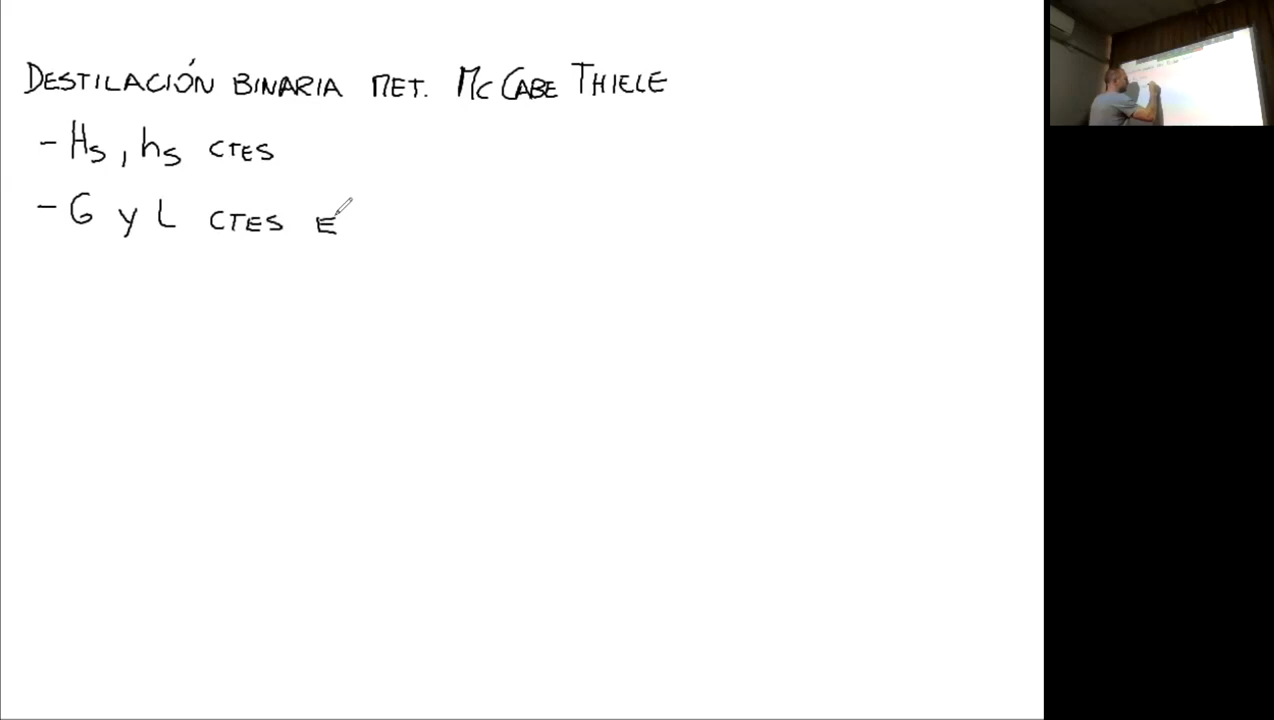 DESTILACIÓN BINARIA MET. McCABE THIELE
- Hs, hs CTES
- G y L CTES E